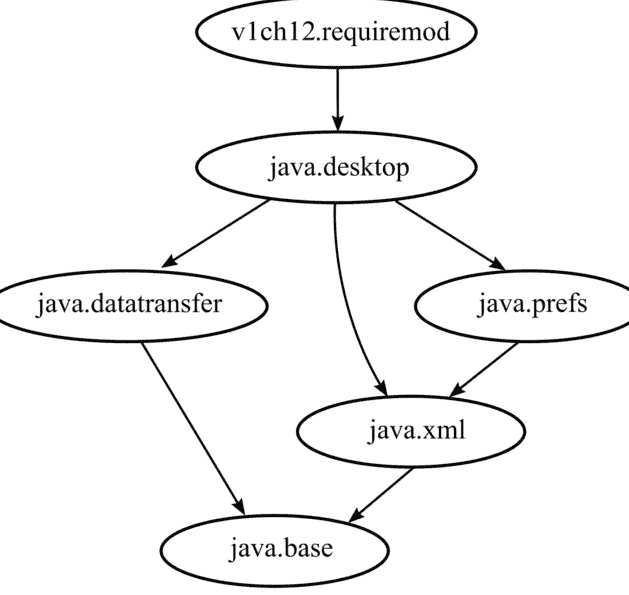 v1ch12.requiremod
java.desktop
java.datatransfer
java.prefs
java.xml
java.base